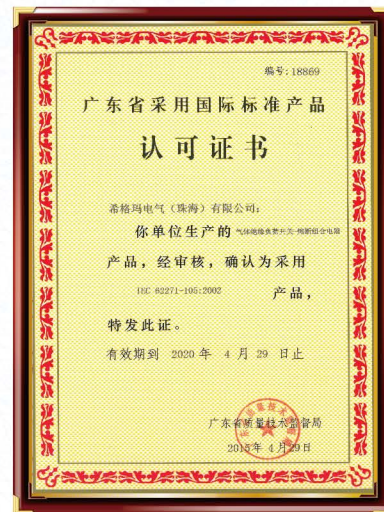 编号:18869
广东省采用国际标准产品
认可证书
希格玛电气（珠海）有限公司:
你单位生产的 气体绝缘负荷开关-熔断组合电器
产品，经审核，确认为采用
IEC 62271-105:2002 产品，
特发此证。
有效期到 2020 年 4 月 29 日止
广东省质量技术监督局
2015年 4 月29日